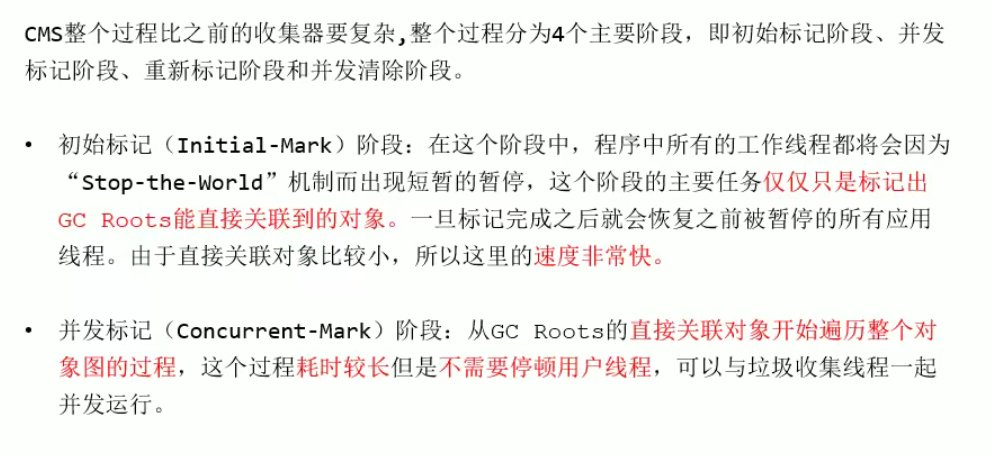 CMS整个过程比之前的收集器要复杂,整个过程分为4个主要阶段，即初始标记阶段、并发
标记阶段、重新标记阶段和并发清除阶段。
• 初始标记（Initial-Mark）阶段：在这个阶段中，程序中所有的工作线程都将会因为
“Stop-the-World”机制而出现短暂的暂停，这个阶段的主要任务仅仅只是标记出
GC Roots能直接关联到的对象。一旦标记完成之后就会恢复之前被暂停的所有应用
线程。由于直接关联对象比较小，所以这里的速度非常快。
• 并发标记（Concurrent-Mark）阶段：从GC Roots的直接关联对象开始遍历整个对
象图的过程，这个过程耗时较长但是不需要停顿用户线程，可以与垃圾收集线程一起
并发运行。